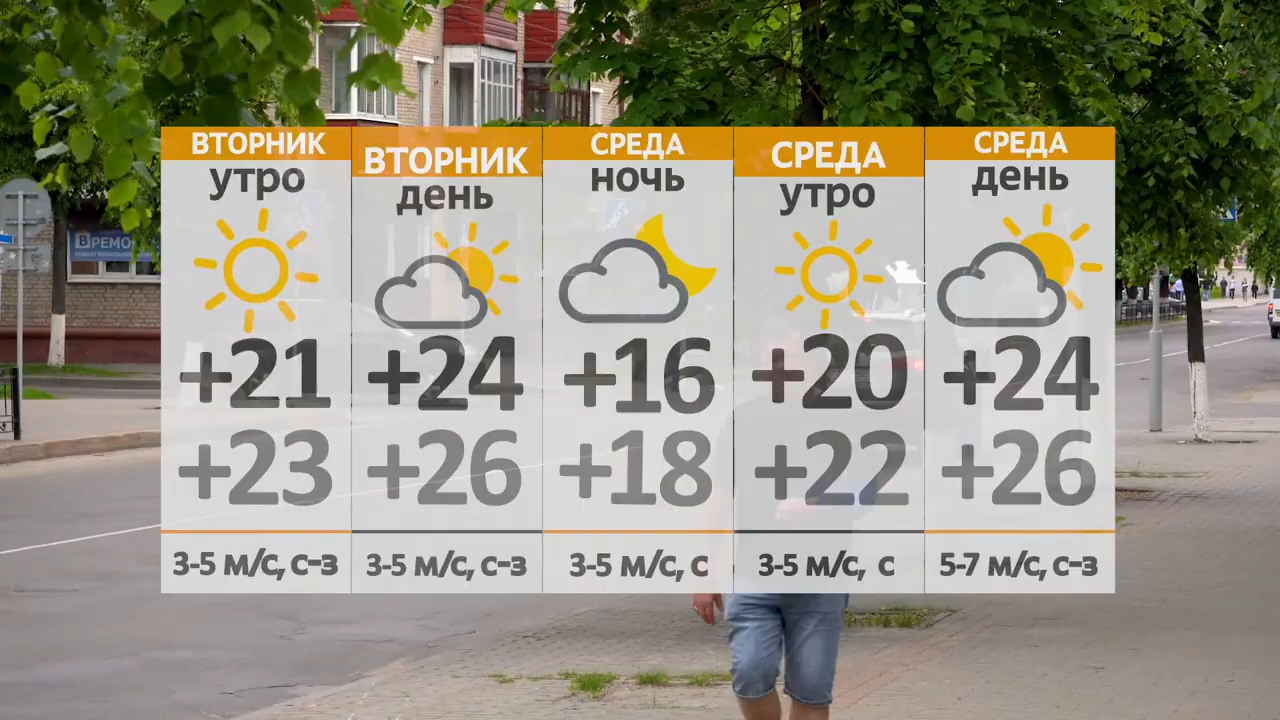 ВТОРНИК
утро
+21
+23
3-5 м/с, с-з
ВТОРНИК
день
+24
+26
3-5 м/с, с-з
СРЕДА
ночь
+16
+18
3-5 м/с, с
СРЕДА
утро
+20
+22
3-5 м/с, с
СРЕДА
день
+24
+26
5-7 м/с, с-з
ВРЕМО